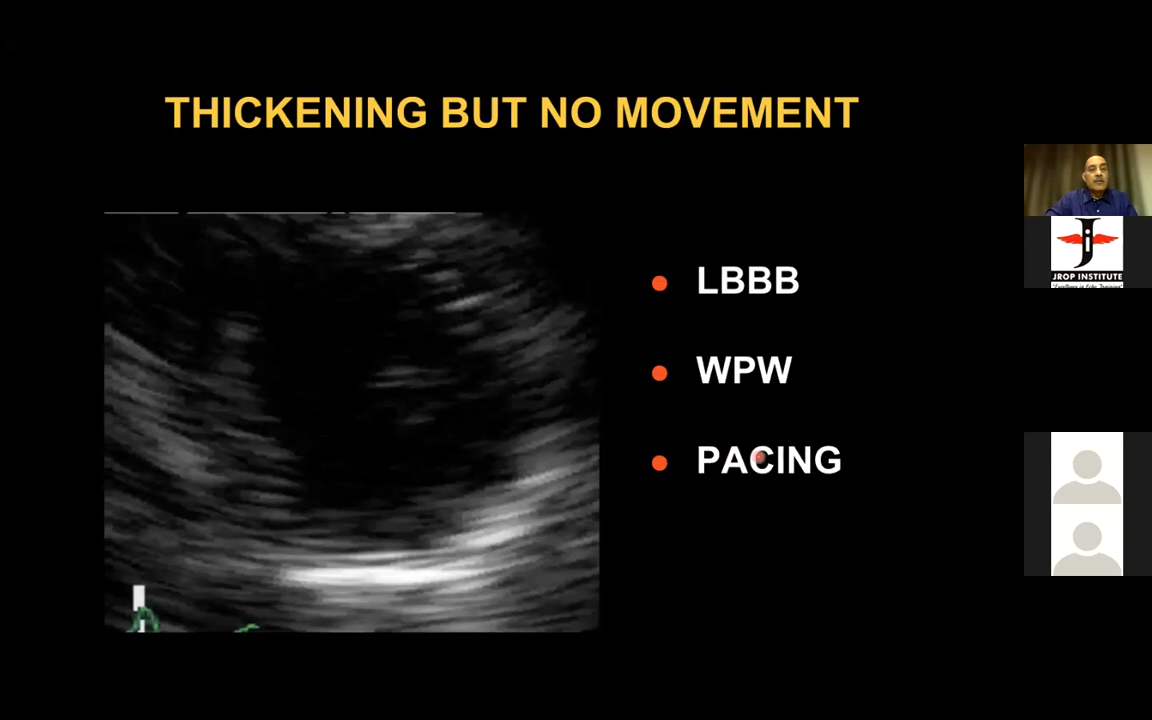 THICKENING BUT NO MOVEMENT
LBBB
WPW
PACING
JROP INSTITUTE